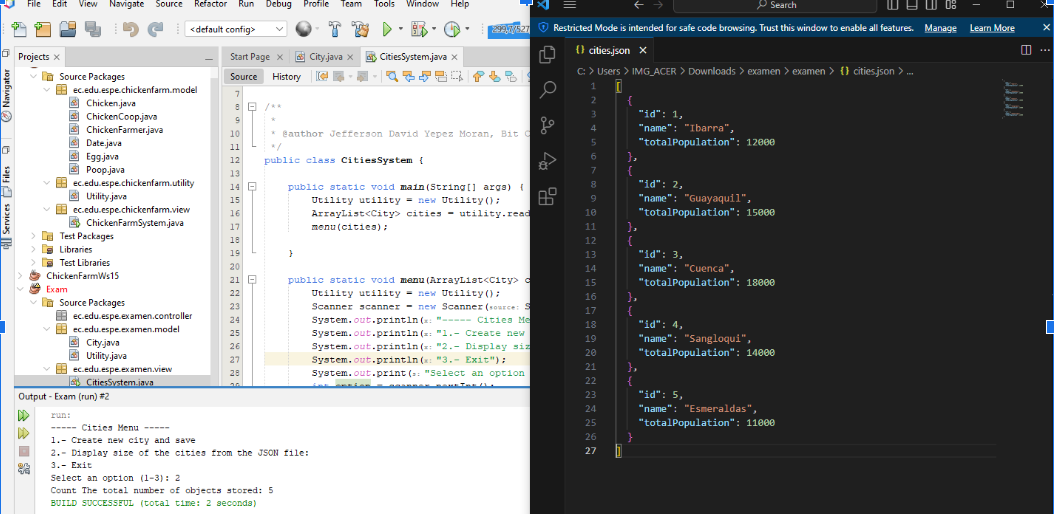 File Edit View Navigate Source Refactor Run Debug Profile Team Tools Window Help
<default config>
Projects
Navigator
Files
Services
Source Packages
ec.edu.espe.chickenfarm.model
Chicken.java
ChickenCoop.java
ChickenFarmer.java
Date.java
Egg.java
Poop.java
ec.edu.espe.chickenfarm.utility
Utility.java
ec.edu.espe.chickenfarm.view
ChickenFarmSystem.java
Test Packages
Libraries
Test Libraries
ChickenFarmWs15
Exam
Source Packages
ec.edu.espe.examen.controller
ec.edu.espe.examen.model
City.java
Utility.java
ec.edu.espe.examen.view
CitiesSystem.java
Start Page City.java CitiesSystem.java
Source History
7
8 /**
9 *
10 * @author Jefferson David Yepez Moran, Bit C
11 */
12 public class CitiesSystem {
13
14 public static void main(String[] args) {
15 Utility utility = new Utility();
16 ArrayList<City> cities = utility.read
17 menu(cities);
18
19 }
20
21 public static void menu(ArrayList<City> c
22 Utility utility = new Utility();
23 Scanner scanner = new Scanner(source: S
24 System.out.println(x: "----- Cities Me
25 System.out.println(x: "1.- Create new
26 System.out.println(x: "2.- Display siz
27 System.out.println(x: "3.- Exit");
28 System.out.print(s: "Select an option
29 int option = scanner.nextInt();
Output - Exam (run) #2
run:
----- Cities Menu -----
1.- Create new city and save
2.- Display size of the cities from the JSON file:
3.- Exit
Select an option (1-3): 2
Count The total number of objects stored: 5
BUILD SUCCESSFUL (total time: 2 seconds)
Search
Restricted Mode is intended for safe code browsing. Trust this window to enable all features. Manage Learn More
{} cities.json
C: > Users > IMG_ACER > Downloads > examen > examen > {} cities.json > ...
1 [
2 {
3 "id": 1,
4 "name": "Ibarra",
5 "totalPopulation": 12000
6 },
7 {
8 "id": 2,
9 "name": "Guayaquil",
10 "totalPopulation": 15000
11 },
12 {
13 "id": 3,
14 "name": "Cuenca",
15 "totalPopulation": 18000
16 },
17 {
18 "id": 4,
19 "name": "Sangloqui",
20 "totalPopulation": 14000
21 },
22 {
23 "id": 5,
24 "name": "Esmeraldas",
25 "totalPopulation": 11000
26 }
27 ]